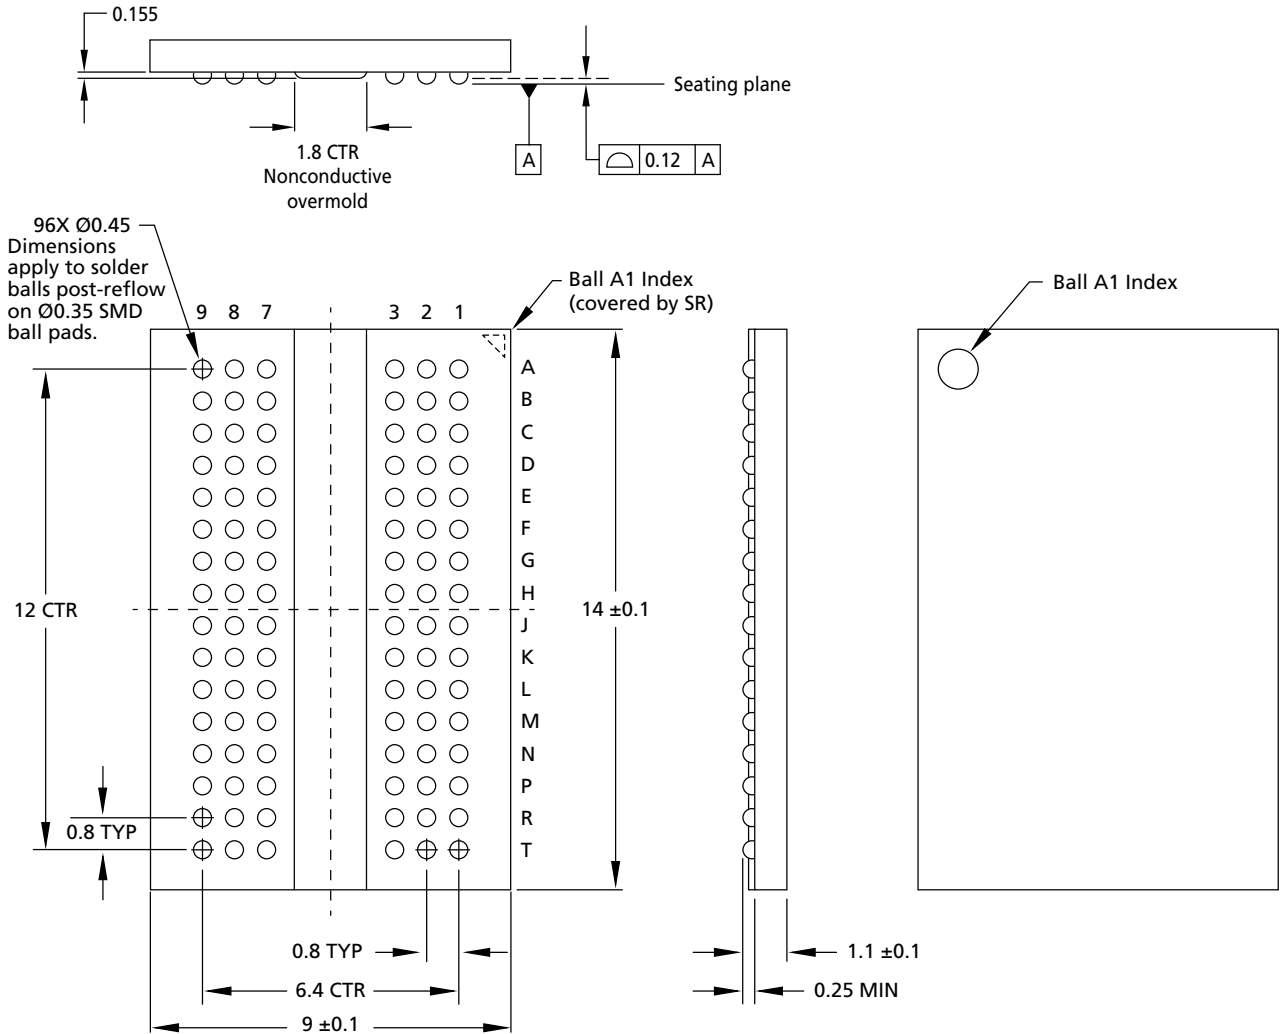 0.155
Seating plane
1.8 CTR
Nonconductive
overmold
A
0.12 A
96X Ø0.45
Dimensions
apply to solder
balls post-reflow
on Ø0.35 SMD
ball pads.
Ball A1 Index
(covered by SR)
Ball A1 Index
9 8 7 3 2 1
A
B
C
D
E
F
G
H
J
K
L
M
N
P
R
T
12 CTR
14 ±0.1
0.8 TYP
0.8 TYP
1.1 ±0.1
6.4 CTR
0.25 MIN
9 ±0.1